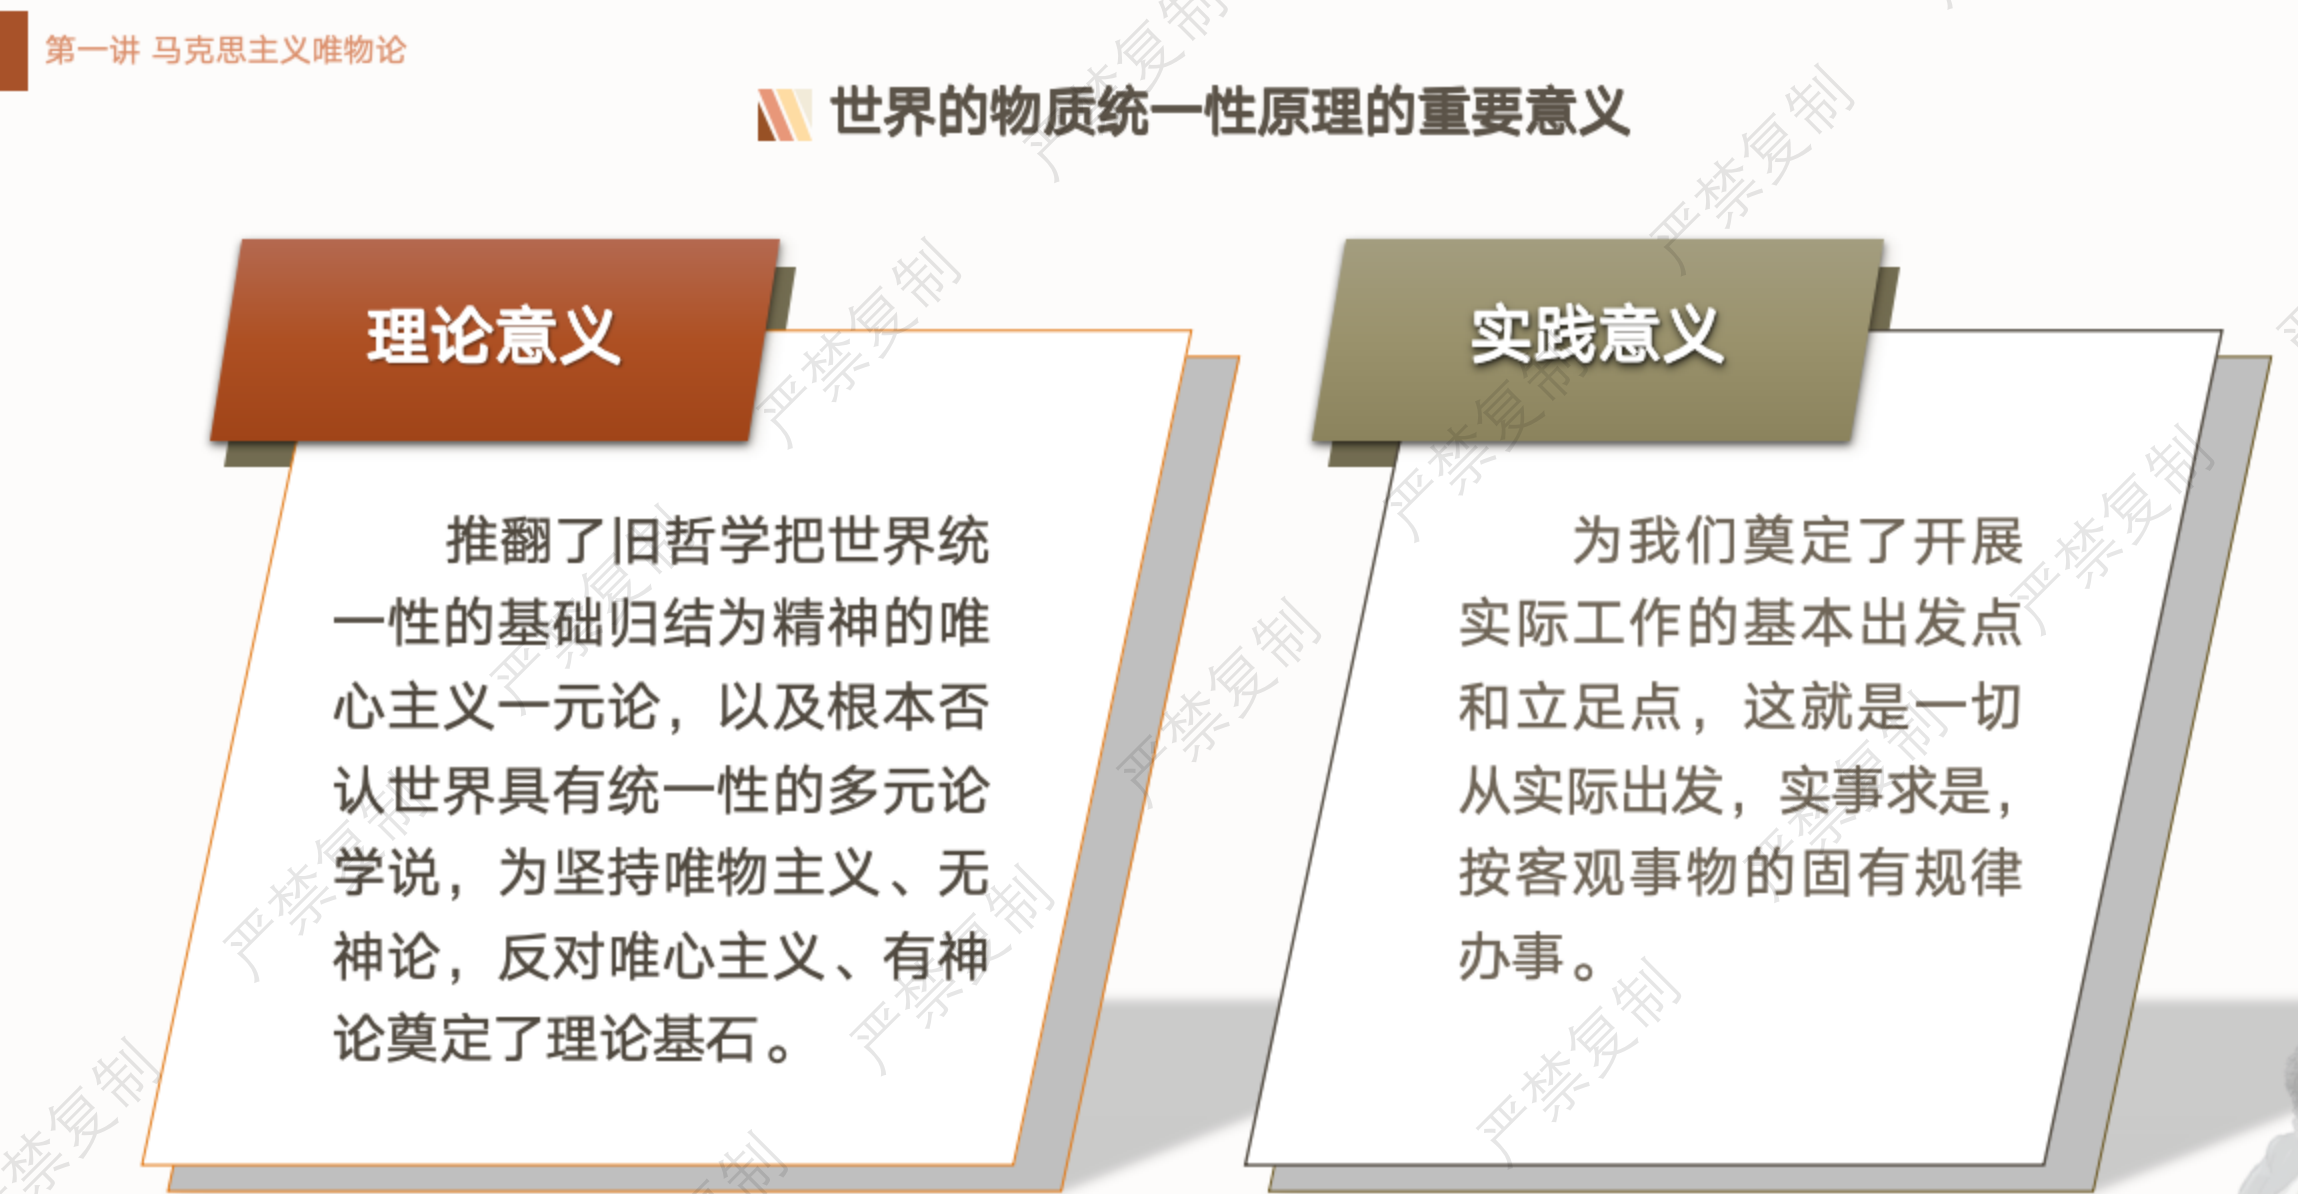 第一讲 马克思主义唯物论
世界的物质统一性原理的重要意义
理论意义
推翻了旧哲学把世界统
一性的基础归结为精神的唯
心主义一元论，以及根本否
认世界具有统一性的多元论
学说，为坚持唯物主义、无
神论，反对唯心主义、有神
论奠定了理论基石。
实践意义
为我们奠定了开展
实际工作的基本出发点
和立足点，这就是一切
从实际出发，实事求是，
按客观事物的固有规律
办事。
严禁复制
严禁复制
严禁复制
严禁复制
严禁复制
严禁复制
严禁复制
严禁复制
严禁复制
严禁复制
严禁复制
严禁复制